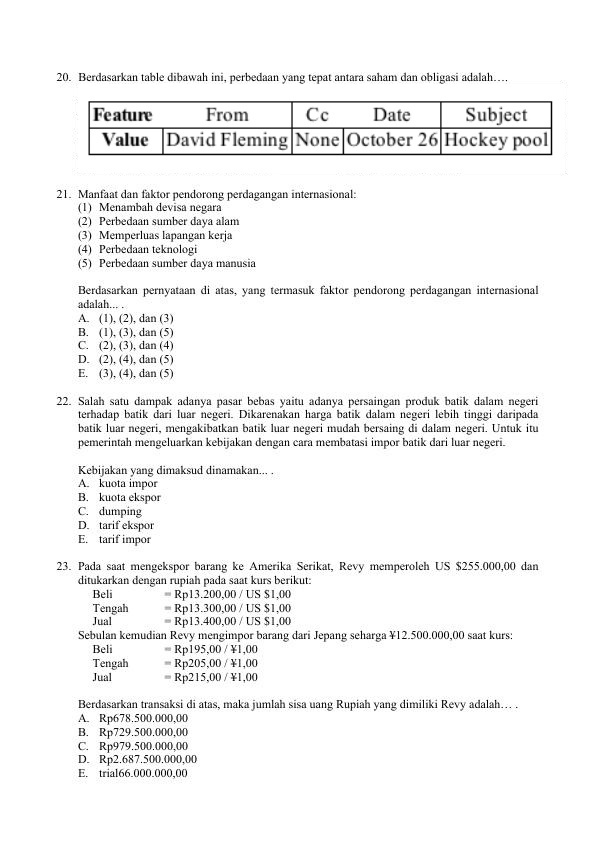 20. Berdasarkan table dibawah ini, perbedaan yang tepat antara saham dan obligasi adalah….
Feature From Cc Date Subject
Value David Fleming None October 26 Hockey pool
21. Manfaat dan faktor pendorong perdagangan internasional:
(1) Menambah devisa negara
(2) Perbedaan sumber daya alam
(3) Memperluas lapangan kerja
(4) Perbedaan teknologi
(5) Perbedaan sumber daya manusia
Berdasarkan pernyataan di atas, yang termasuk faktor pendorong perdagangan internasional
adalah... .
A. (1), (2), dan (3)
B. (1), (3), dan (5)
C. (2), (3), dan (4)
D. (2), (4), dan (5)
E. (3), (4), dan (5)
22. Salah satu dampak adanya pasar bebas yaitu adanya persaingan produk batik dalam negeri
terhadap batik dari luar negeri. Dikarenakan harga batik dalam negeri lebih tinggi daripada
batik luar negeri, mengakibatkan batik luar negeri mudah bersaing di dalam negeri. Untuk itu
pemerintah mengeluarkan kebijakan dengan cara membatasi impor batik dari luar negeri.
Kebijakan yang dimaksud dinamakan... .
A. kuota impor
B. kuota ekspor
C. dumping
D. tarif ekspor
E. tarif impor
23. Pada saat mengekspor barang ke Amerika Serikat, Revy memperoleh US $255.000,00 dan
ditukarkan dengan rupiah pada saat kurs berikut:
Beli = Rp13.200,00 / US $1,00
Tengah = Rp13.300,00 / US $1,00
Jual = Rp13.400,00 / US $1,00
Sebulan kemudian Revy mengimpor barang dari Jepang seharga ¥12.500.000,00 saat kurs:
Beli = Rp195,00 / ¥1,00
Tengah = Rp205,00 / ¥1,00
Jual = Rp215,00 / ¥1,00
Berdasarkan transaksi di atas, maka jumlah sisa uang Rupiah yang dimiliki Revy adalah… .
A. Rp678.500.000,00
B. Rp729.500.000,00
C. Rp979.500.000,00
D. Rp2.687.500.000,00
E. trial66.000.000,00